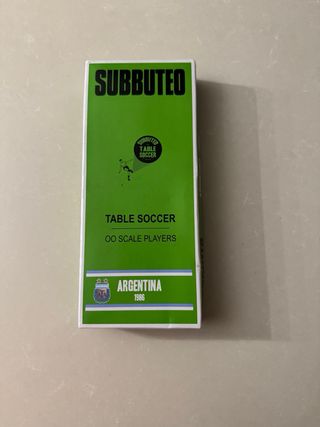 SUBBUTEO
SUBBUTEO
TABLE
SOCCER
TABLE SOCCER
OO SCALE PLAYERS
ARGENTINA
1986